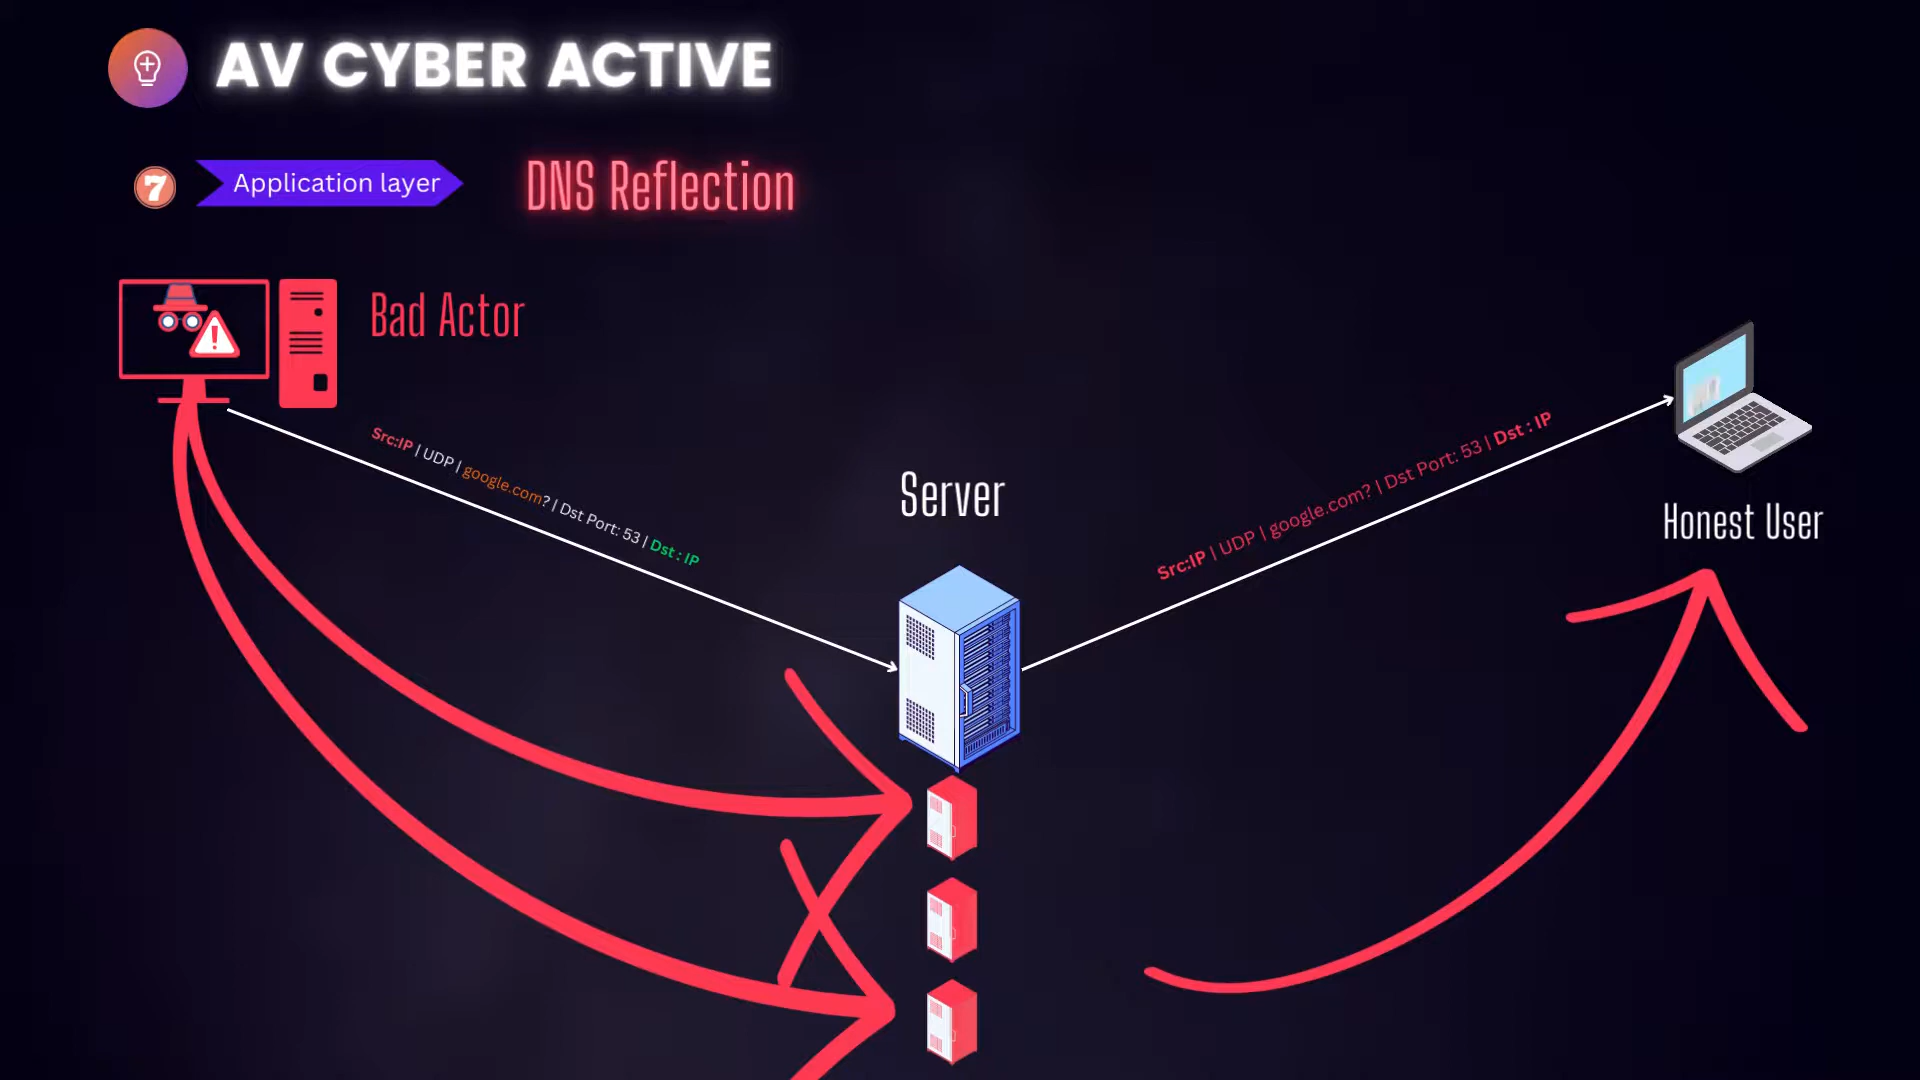 AV CYBER ACTIVE
7
Application layer
DNS Reflection
Bad Actor
Src:IP | UDP | google.com? | Dst Port: 53 | Dst : IP
Server
Src:IP | UDP | google.com? | Dst Port: 53 | Dst : IP
Honest User